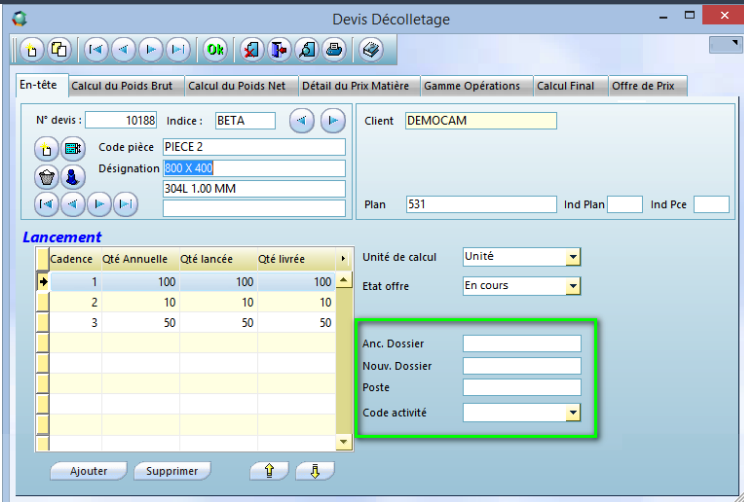 Devis Décolletage
Ok
En-tête Calcul du Poids Brut Calcul du Poids Net Détail du Prix Matière Gamme Opérations Calcul Final Offre de Prix
N° devis : 10188 Indice : BETA
Client DEMOCAM
Code pièce PIECE 2
Désignation 800 X 400
304L 1.00 MM
Plan 531 Ind Plan Ind Pce
Lancement
Cadence Qté Annuelle Qté lancée Qté livrée
1 100 100 100
2 10 10 10
3 50 50 50
Unité de calcul Unité
Etat offre En cours
Anc. Dossier
Nouv. Dossier
Poste
Code activité
Ajouter Supprimer